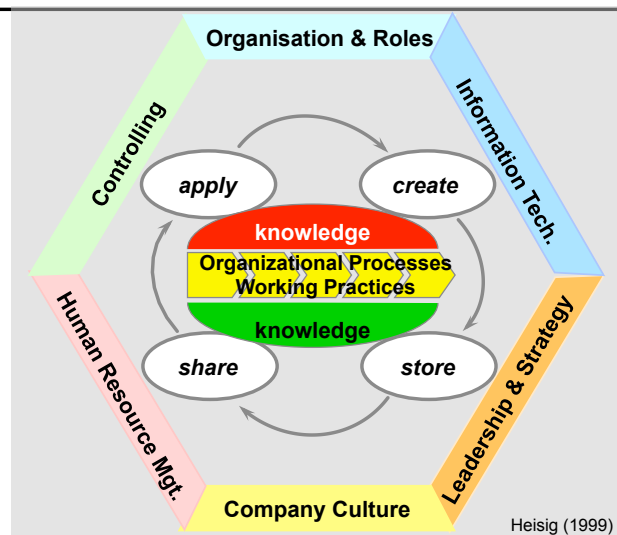 Organisation & Roles
Controlling
Information Tech.
apply
create
knowledge
Organizational Processes
Working Practices
knowledge
share
store
Human Resource Mgt.
Leadership & Strategy
Company Culture
Heisig (1999)